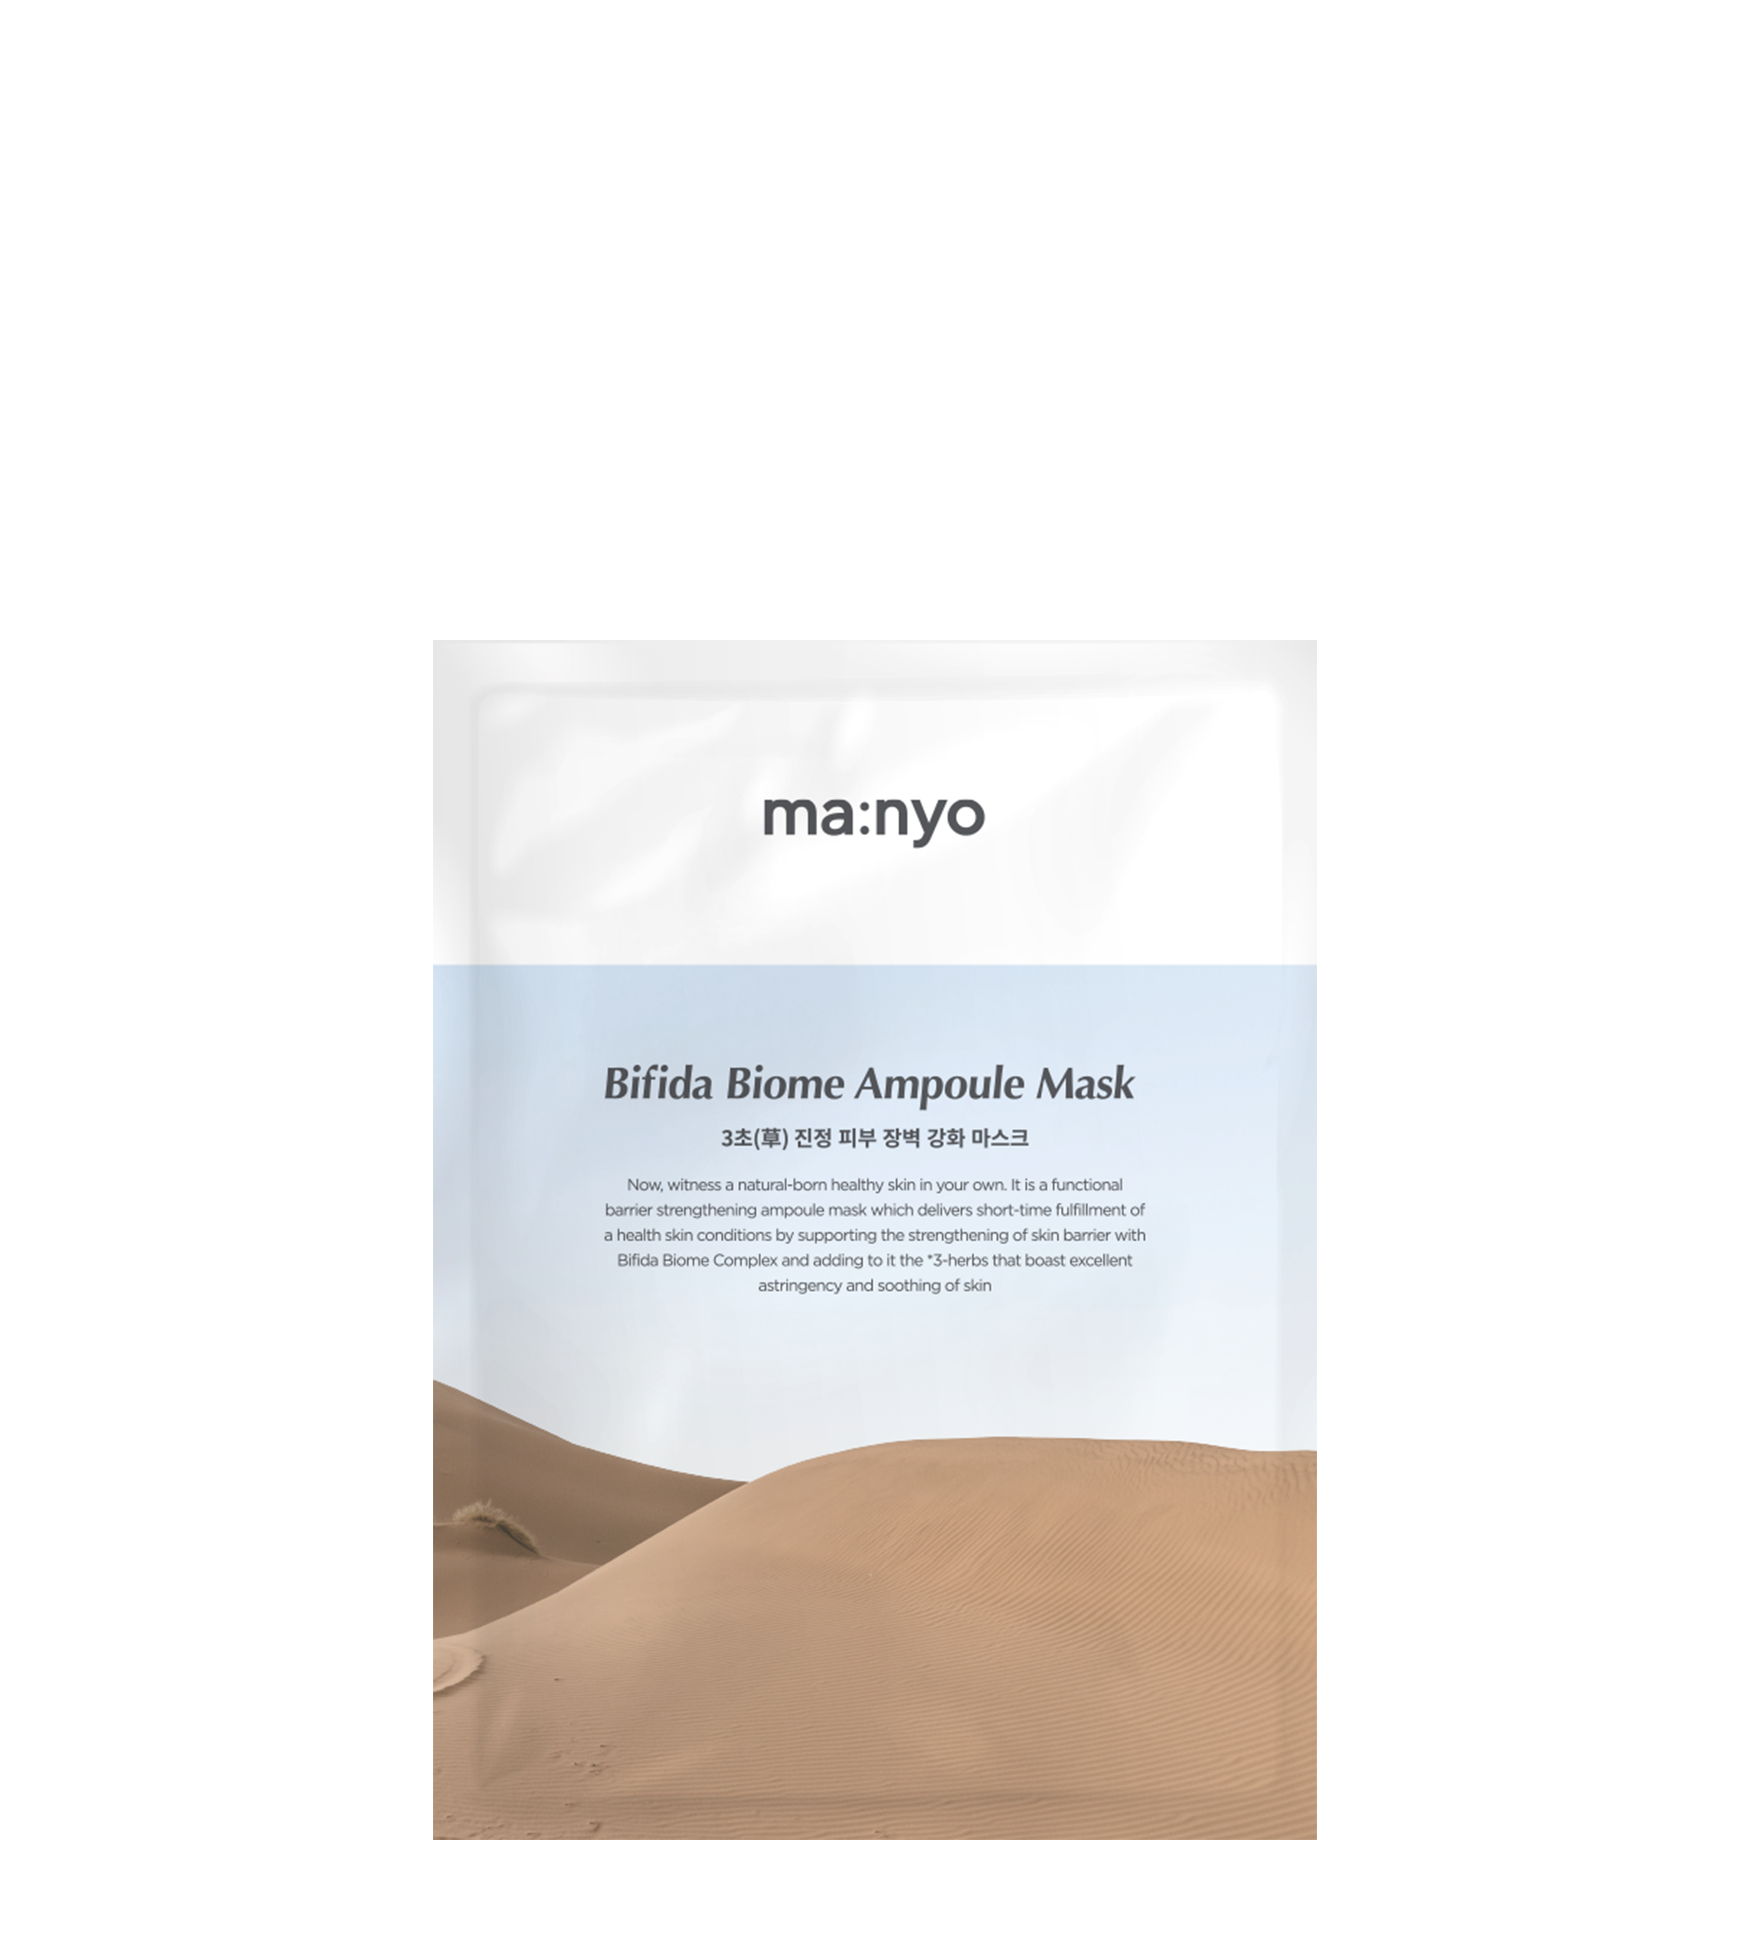 ma:nyo
Bifida Biome Ampoule Mask
3초(草) 진정 피부 장벽 강화 마스크
Now, witness a natural-born healthy skin in your own. It is a functional
barrier strengthening ampoule mask which delivers short-time fulfillment of
a health skin conditions by supporting the strengthening of skin barrier with
Bifida Biome Complex and adding to it the *3-herbs that boast excellent
astringency and soothing of skin